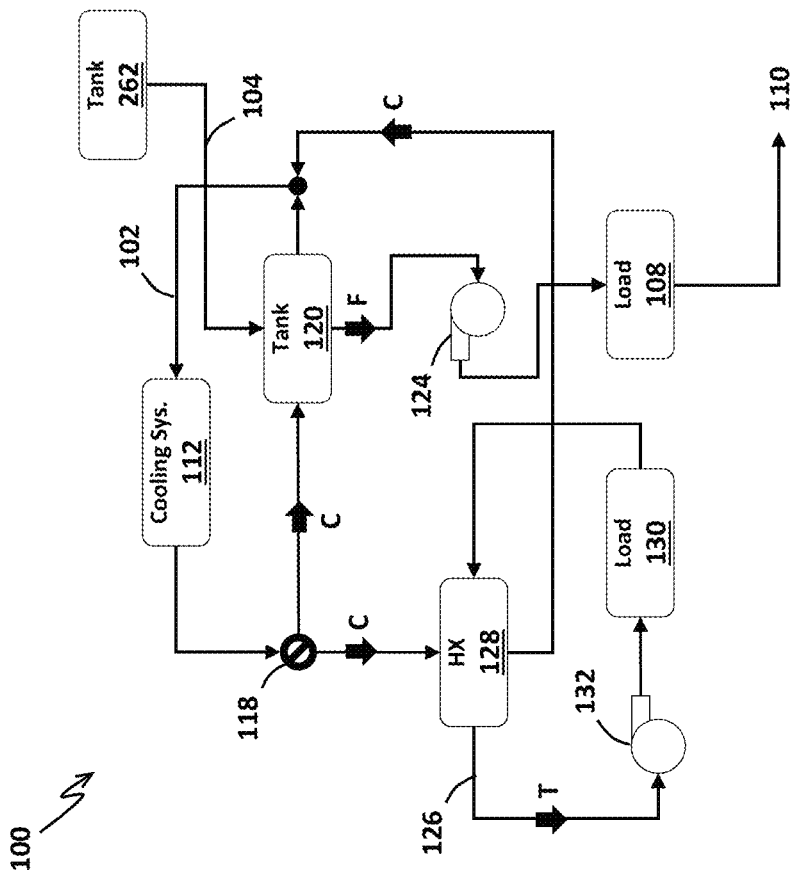 Tank
262
104
C
102
Tank
120
F
110
Cooling Sys.
112
124
Load
108
C
C
118
HX
128
Load
130
132
126
T
100